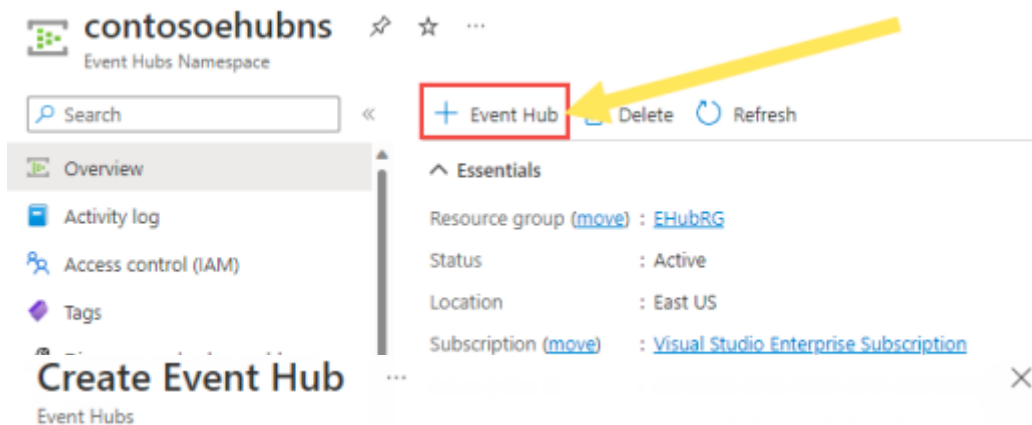 contosoehubns
Event Hubs Namespace
Search
+ Event Hub Delete Refresh
Overview
Essentials
Activity log
Resource group (move) : EHubRG
Access control (IAM)
Status : Active
Tags
Location : East US
Subscription (move) : Visual Studio Enterprise Subscription
Create Event Hub
Event Hubs